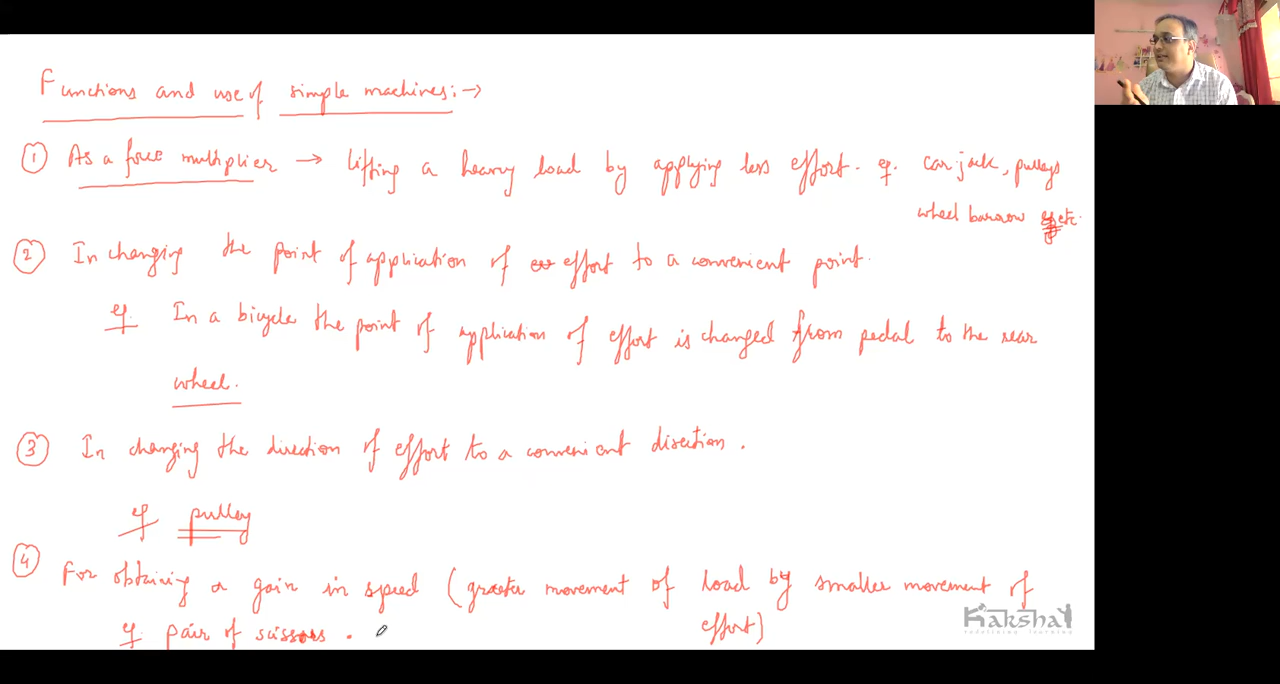 Functions and use of simple machines:→
① As a force multiplier → lifting a heavy load by applying less effort. eg. car jack, pulleys
wheel barrow etc.
② In changing the point of application of effort to a convenient point.
eg. In a bicycle the point of application of effort is changed from pedal to the rear
wheel.
③ In changing the direction of effort to a convenient direction.
eg pulley
④ For obtaining a gain in speed (greater movement of load by smaller movement of
effort)
eg. pair of scissors.
Kaksha
redefining learning